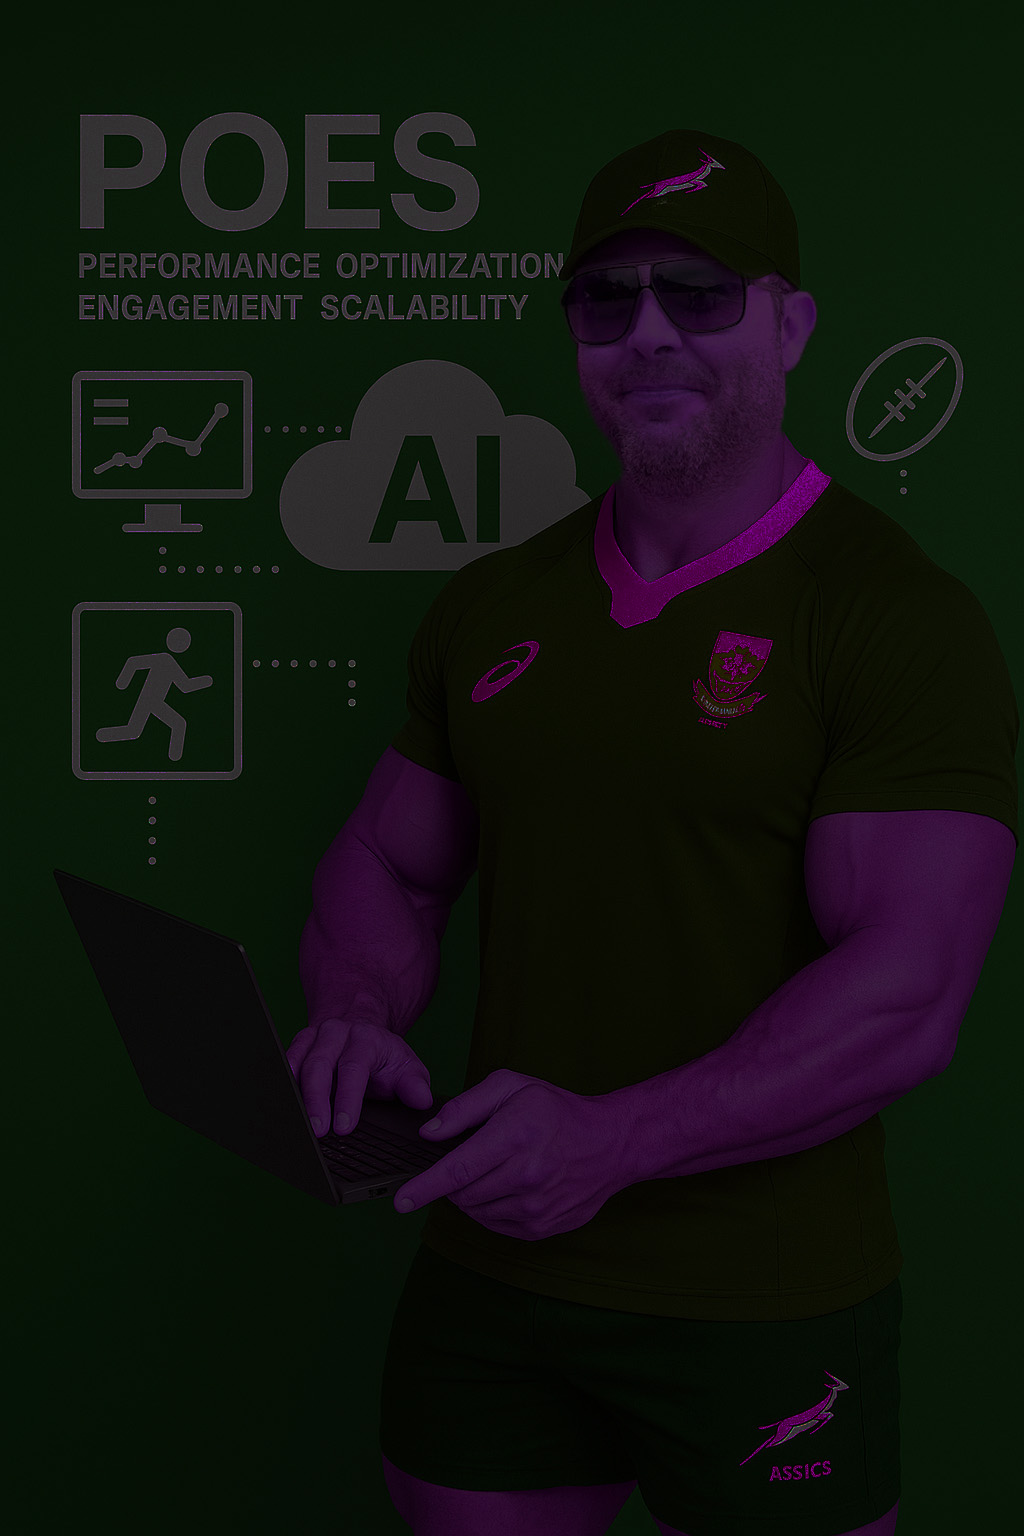 POES
PERFORMANCE OPTIMIZATION
ENGAGEMENT SCALABILITY
AI
ASSICS